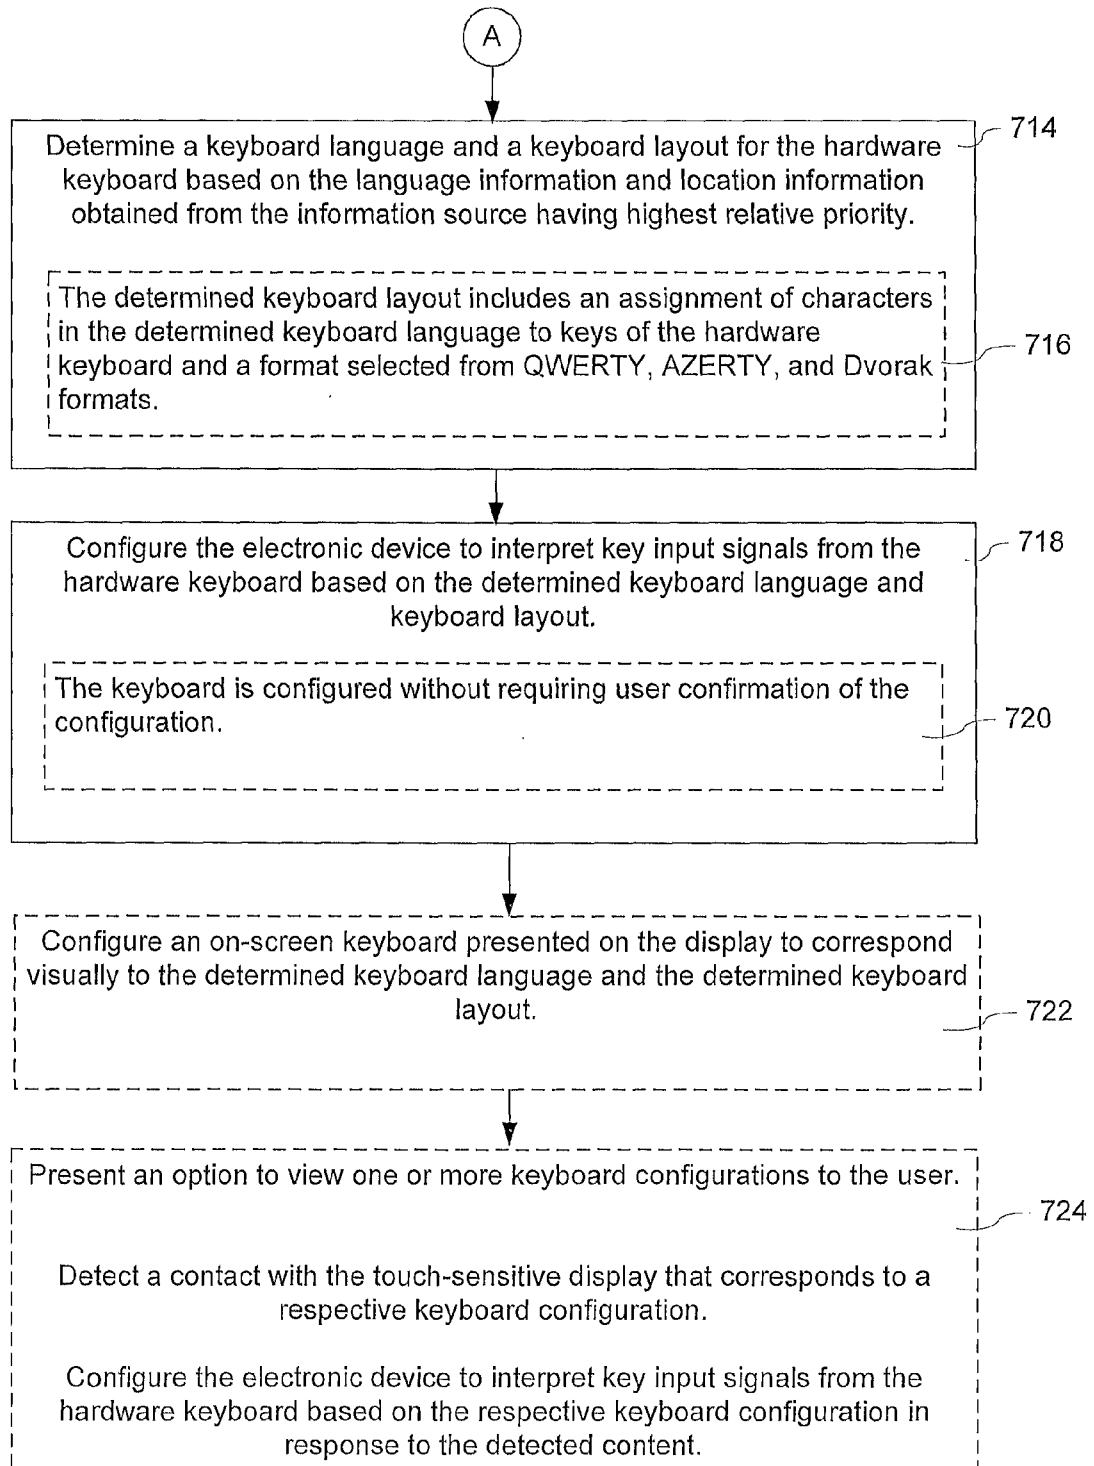 A
714
Determine a keyboard language and a keyboard layout for the hardware
keyboard based on the language information and location information
obtained from the information source having highest relative priority.
The determined keyboard layout includes an assignment of characters
in the determined keyboard language to keys of the hardware
keyboard and a format selected from QWERTY, AZERTY, and Dvorak
formats.
716
Configure the electronic device to interpret key input signals from the
hardware keyboard based on the determined keyboard language and
keyboard layout.
718
The keyboard is configured without requiring user confirmation of the
configuration.
720
Configure an on-screen keyboard presented on the display to correspond
visually to the determined keyboard language and the determined keyboard
layout.
722
Present an option to view one or more keyboard configurations to the user.
724
Detect a contact with the touch-sensitive display that corresponds to a
respective keyboard configuration.
Configure the electronic device to interpret key input signals from the
hardware keyboard based on the respective keyboard configuration in
response to the detected content.